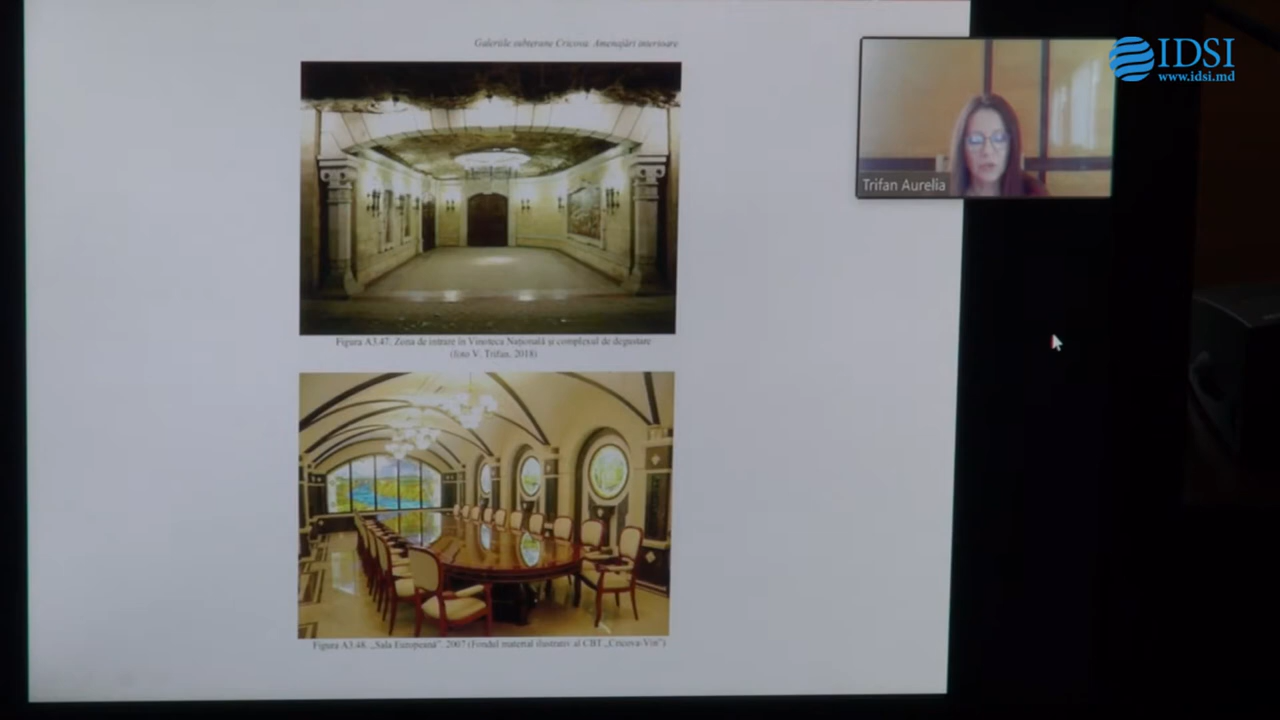 Galeriile subterane Cricova. Amenajări interioare
IDSI
www.idsi.md
Trifan Aurelia
Figura A3.47. Zona de intrare în Vinoteca Națională și complexul de degustare
(foto V. Trifan, 2018)
Figura A3.48. „Sala Europeană”. 2007 (Fondul material ilustrativ al CBT „Cricova-Vin”)